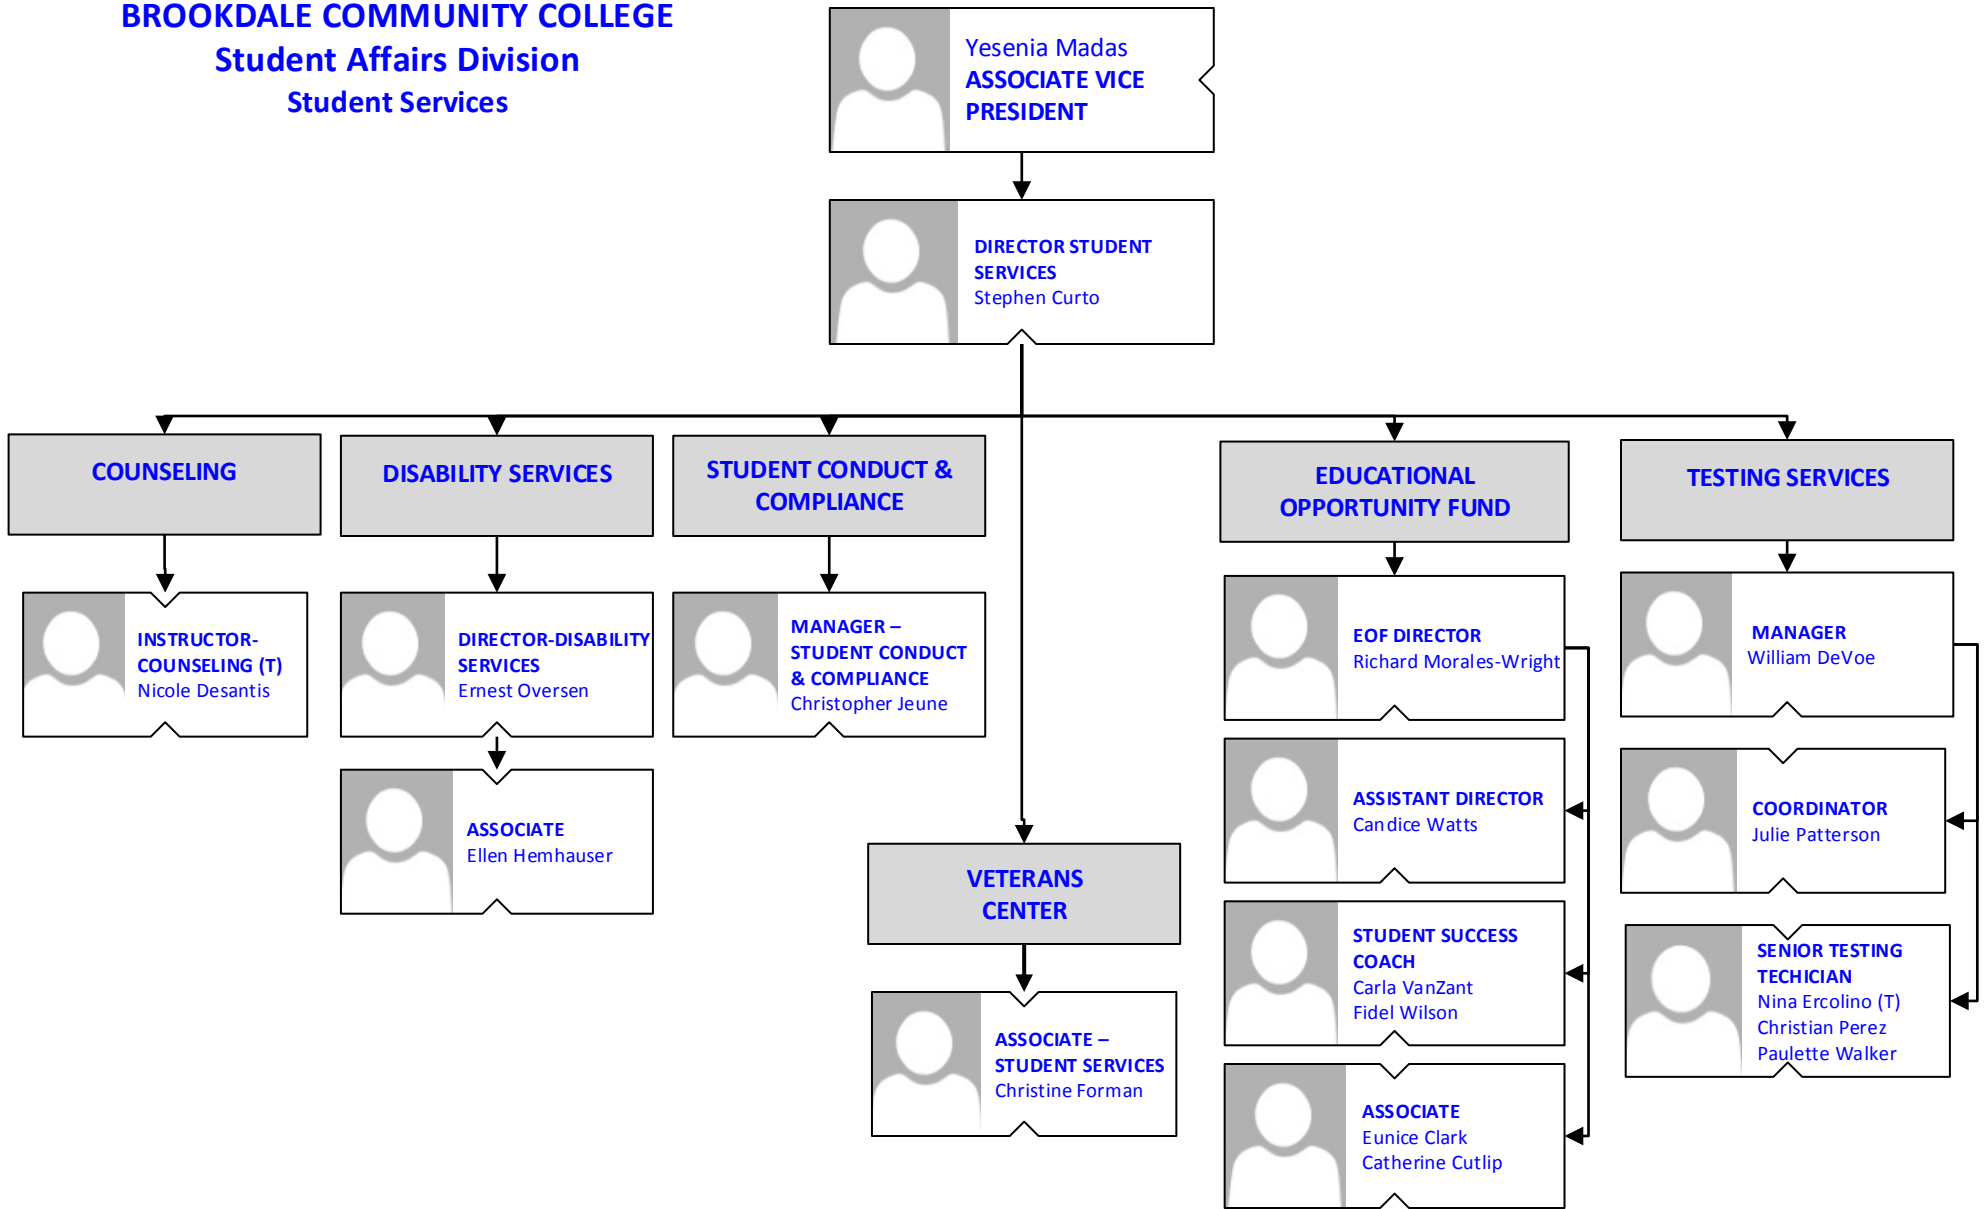 BROOKDALE COMMUNITY COLLEGE
Student Affairs Division
Student Services
Yesenia Madas
ASSOCIATE VICE
PRESIDENT
DIRECTOR STUDENT
SERVICES
Stephen Curto
COUNSELING
INSTRUCTOR-
COUNSELING (T)
Nicole Desantis
DISABILITY SERVICES
DIRECTOR-DISABILITY
SERVICES
Ernest Oversen
ASSOCIATE
Ellen Hemhauser
STUDENT CONDUCT &
COMPLIANCE
MANAGER –
STUDENT CONDUCT
& COMPLIANCE
Christopher Jeune
VETERANS
CENTER
ASSOCIATE –
STUDENT SERVICES
Christine Forman
EDUCATIONAL
OPPORTUNITY FUND
EOF DIRECTOR
Richard Morales-Wright
ASSISTANT DIRECTOR
Candice Watts
STUDENT SUCCESS
COACH
Carla VanZant
Fidel Wilson
ASSOCIATE
Eunice Clark
Catherine Cutlip
TESTING SERVICES
MANAGER
William DeVoe
COORDINATOR
Julie Patterson
SENIOR TESTING
TECHICIAN
Nina Ercolino (T)
Christian Perez
Paulette Walker